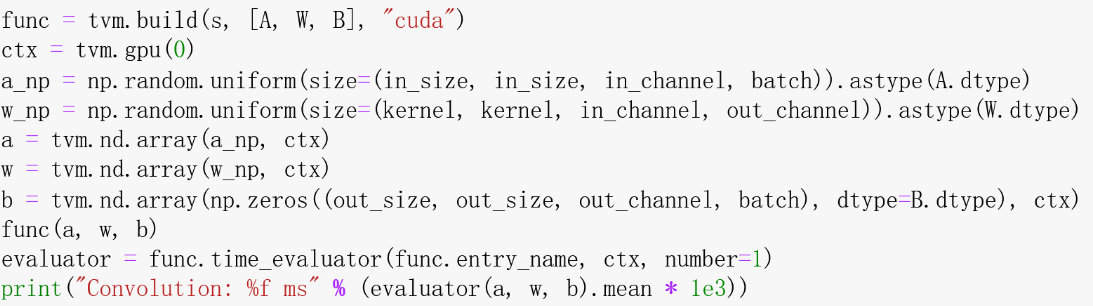 func = tvm.build(s, [A, W, B], "cuda")
ctx = tvm.gpu(0)
a_np = np.random.uniform(size=(in_size, in_size, in_channel, batch)).astype(A.dtype)
w_np = np.random.uniform(size=(kernel, kernel, in_channel, out_channel)).astype(W.dtype)
a = tvm.nd.array(a_np, ctx)
w = tvm.nd.array(w_np, ctx)
b = tvm.nd.array(np.zeros((out_size, out_size, out_channel, batch), dtype=B.dtype), ctx)
func(a, w, b)
evaluator = func.time_evaluator(func.entry_name, ctx, number=1)
print("Convolution: %f ms" % (evaluator(a, w, b).mean * 1e3))